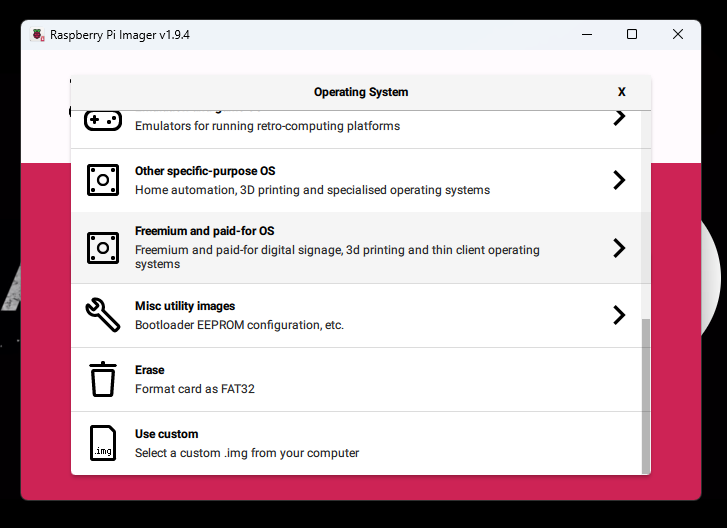 Raspberry Pi Imager v1.9.4
Operating System
X
Emulators for running retro-computing platforms
Other specific-purpose OS
Home automation, 3D printing and specialised operating systems
Freemium and paid-for OS
Freemium and paid-for digital signage, 3d printing and thin client operating
systems
Misc utility images
Bootloader EEPROM configuration, etc.
Erase
Format card as FAT32
.img
Use custom
Select a custom .img from your computer